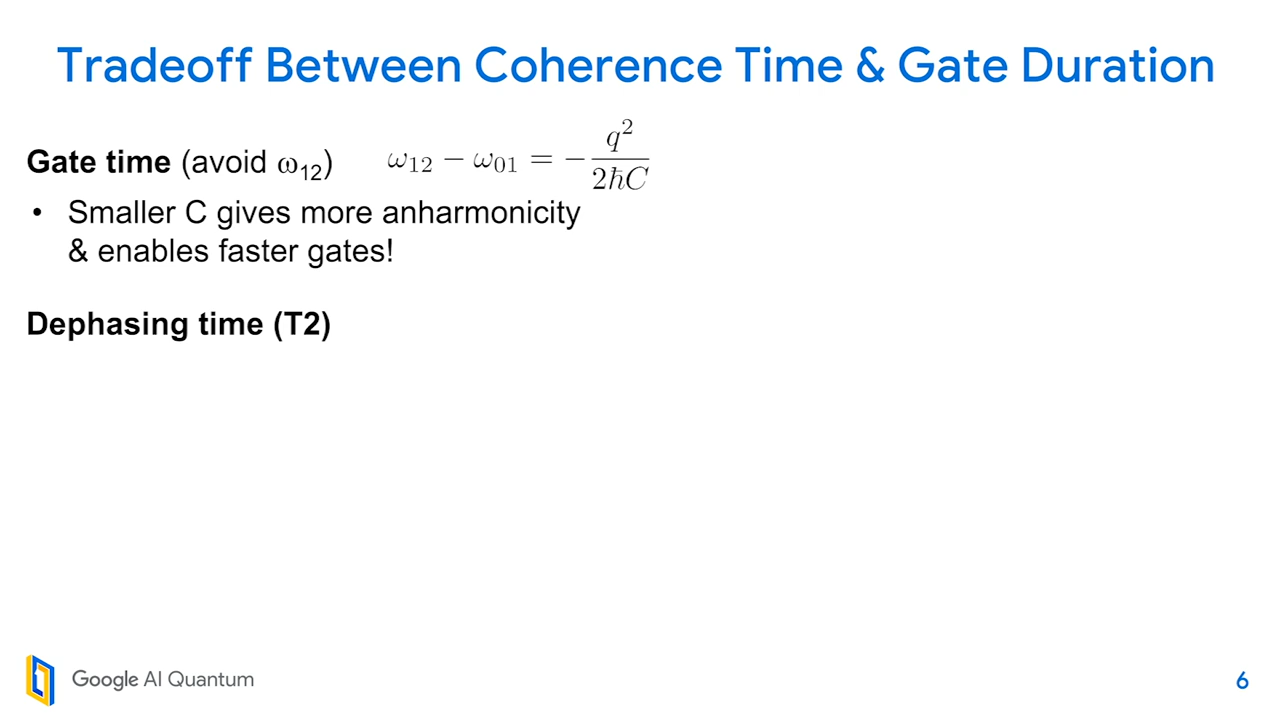 Tradeoff Between Coherence Time & Gate Duration
Gate time (avoid ω₁₂) ω₁₂ − ω₀₁ = −q²/2ħC
• Smaller C gives more anharmonicity
& enables faster gates!
Dephasing time (T2)
Google AI Quantum
6